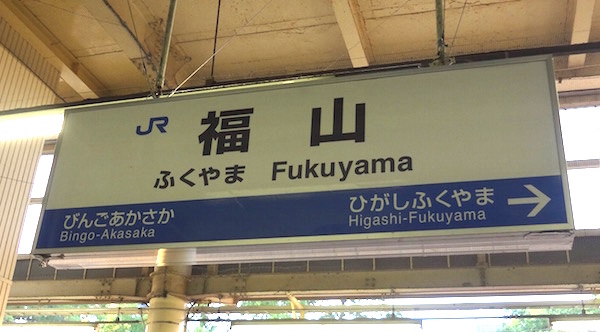 JR 福山
ふくやま Fukuyama
びんごあかさか
Bingo-Akasaka
ひがしふくやま →
Higashi-Fukuyama